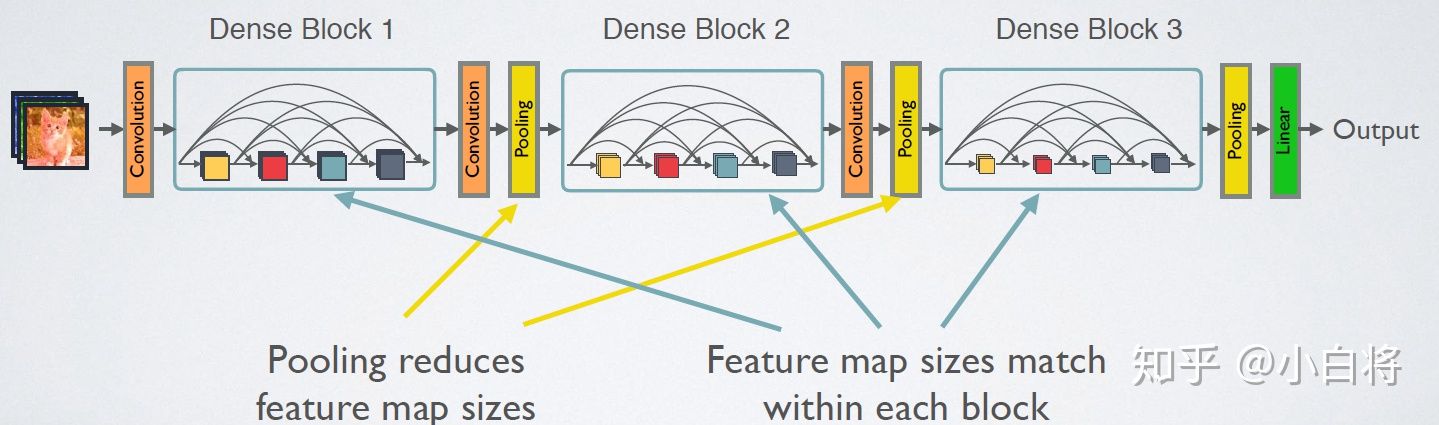 Dense Block 1
Dense Block 2
Dense Block 3
Convolution
Convolution
Pooling
Convolution
Pooling
Pooling
Linear
Output
Pooling reduces
feature map sizes
Feature map sizes match
within each block
知乎 @小白将